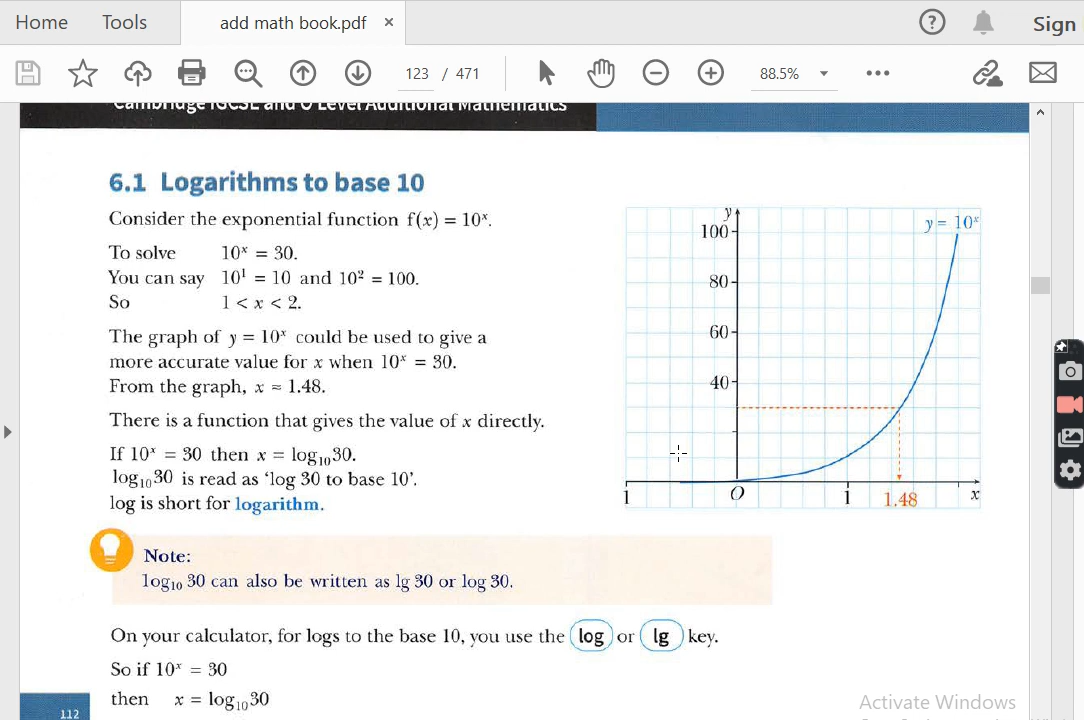 Home Tools add math book.pdf × ? Sign
123 / 471 88.5%
Cambridge IGCSE and O Level Additional Mathematics
6.1 Logarithms to base 10
Consider the exponential function f(x) = 10ˣ.
To solve 10ˣ = 30.
You can say 10¹ = 10 and 10² = 100.
So 1 < x < 2.
The graph of y = 10ˣ could be used to give a
more accurate value for x when 10ˣ = 30.
From the graph, x ≈ 1.48.
There is a function that gives the value of x directly.
If 10ˣ = 30 then x = log₁₀30.
log₁₀30 is read as ‘log 30 to base 10’.
log is short for logarithm.
y
y = 10ˣ
100
80
60
40
1 O 1 1.48 x
Note:
log₁₀ 30 can also be written as lg 30 or log 30.
On your calculator, for logs to the base 10, you use the log or lg key.
So if 10ˣ = 30
then x = log₁₀30
112
Activate Windows